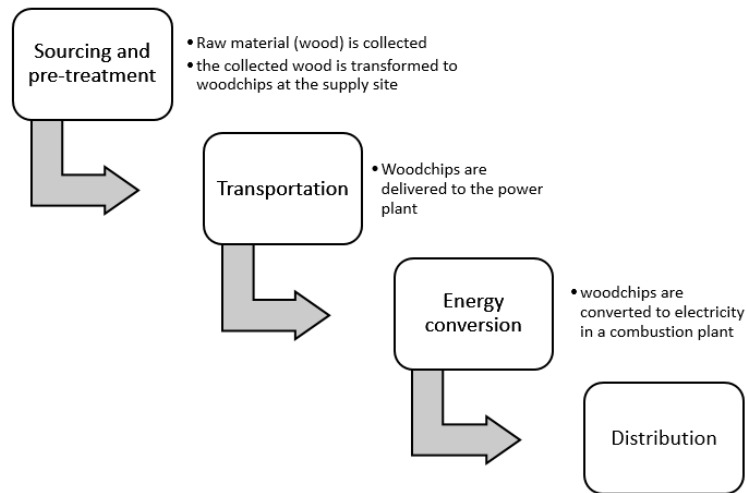 Sourcing and
pre-treatment
• Raw material (wood) is collected
• the collected wood is transformed to
woodchips at the supply site
Transportation
• Woodchips are
delivered to the power
plant
Energy
conversion
• woodchips are
converted to electricity
in a combustion plant
Distribution